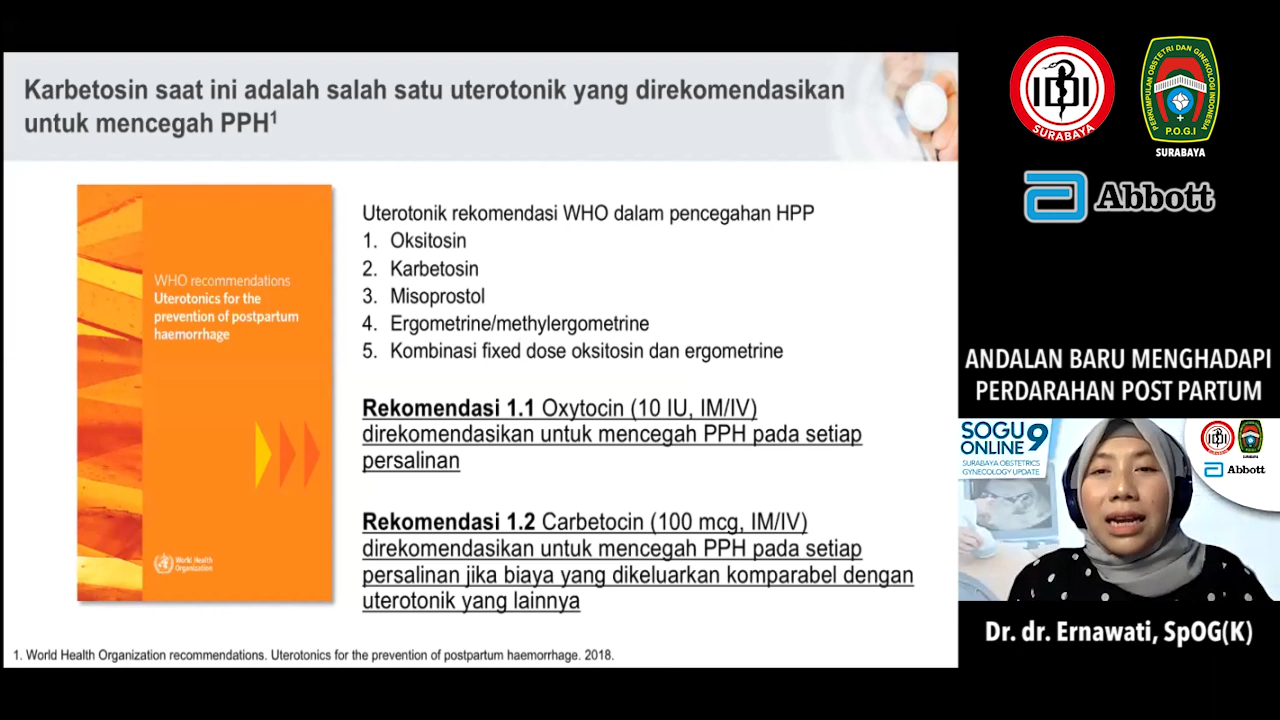 Karbetosin saat ini adalah salah satu uterotonik yang direkomendasikan
untuk mencegah PPH1
WHO recommendations
Uterotonics for the
prevention of postpartum
haemorrhage
World Health
Organization
Uterotonik rekomendasi WHO dalam pencegahan HPP
1. Oksitosin
2. Karbetosin
3. Misoprostol
4. Ergometrine/methylergometrine
5. Kombinasi fixed dose oksitosin dan ergometrine
Rekomendasi 1.1 Oxytocin (10 IU, IM/IV)
direkomendasikan untuk mencegah PPH pada setiap
persalinan
Rekomendasi 1.2 Carbetocin (100 mcg, IM/IV)
direkomendasikan untuk mencegah PPH pada setiap
persalinan jika biaya yang dikeluarkan komparabel dengan
uterotonik yang lainnya
1. World Health Organization recommendations. Uterotonics for the prevention of postpartum haemorrhage. 2018.
IDI
SURABAYA
PERKUMPULAN OBSTETRI DAN GINEKOLOGI INDONESIA
P.O.G.I
SURABAYA
Abbott
ANDALAN BARU MENGHADAPI
PERDARAHAN POST PARTUM
SOGU 9
ONLINE
SURABAYA OBSTETRICS
GYNECOLOGY UPDATE
Abbott
Dr. dr. Ernawati, SpOG(K)